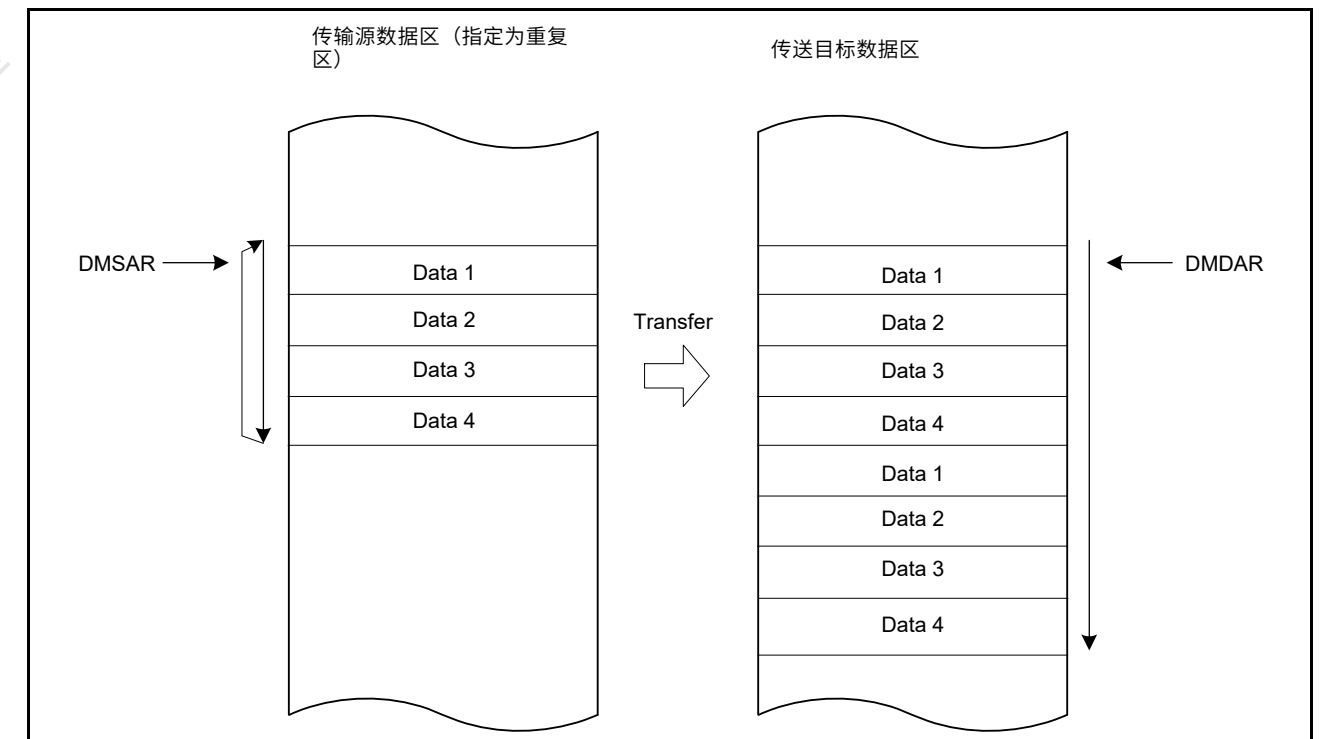 传输源数据区（指定为重复
区）
传送目标数据区
DMSAR
Data 1
Data 2
Data 3
Data 4
Transfer
Data 1
Data 2
Data 3
Data 4
Data 1
Data 2
Data 3
Data 4
DMDAR